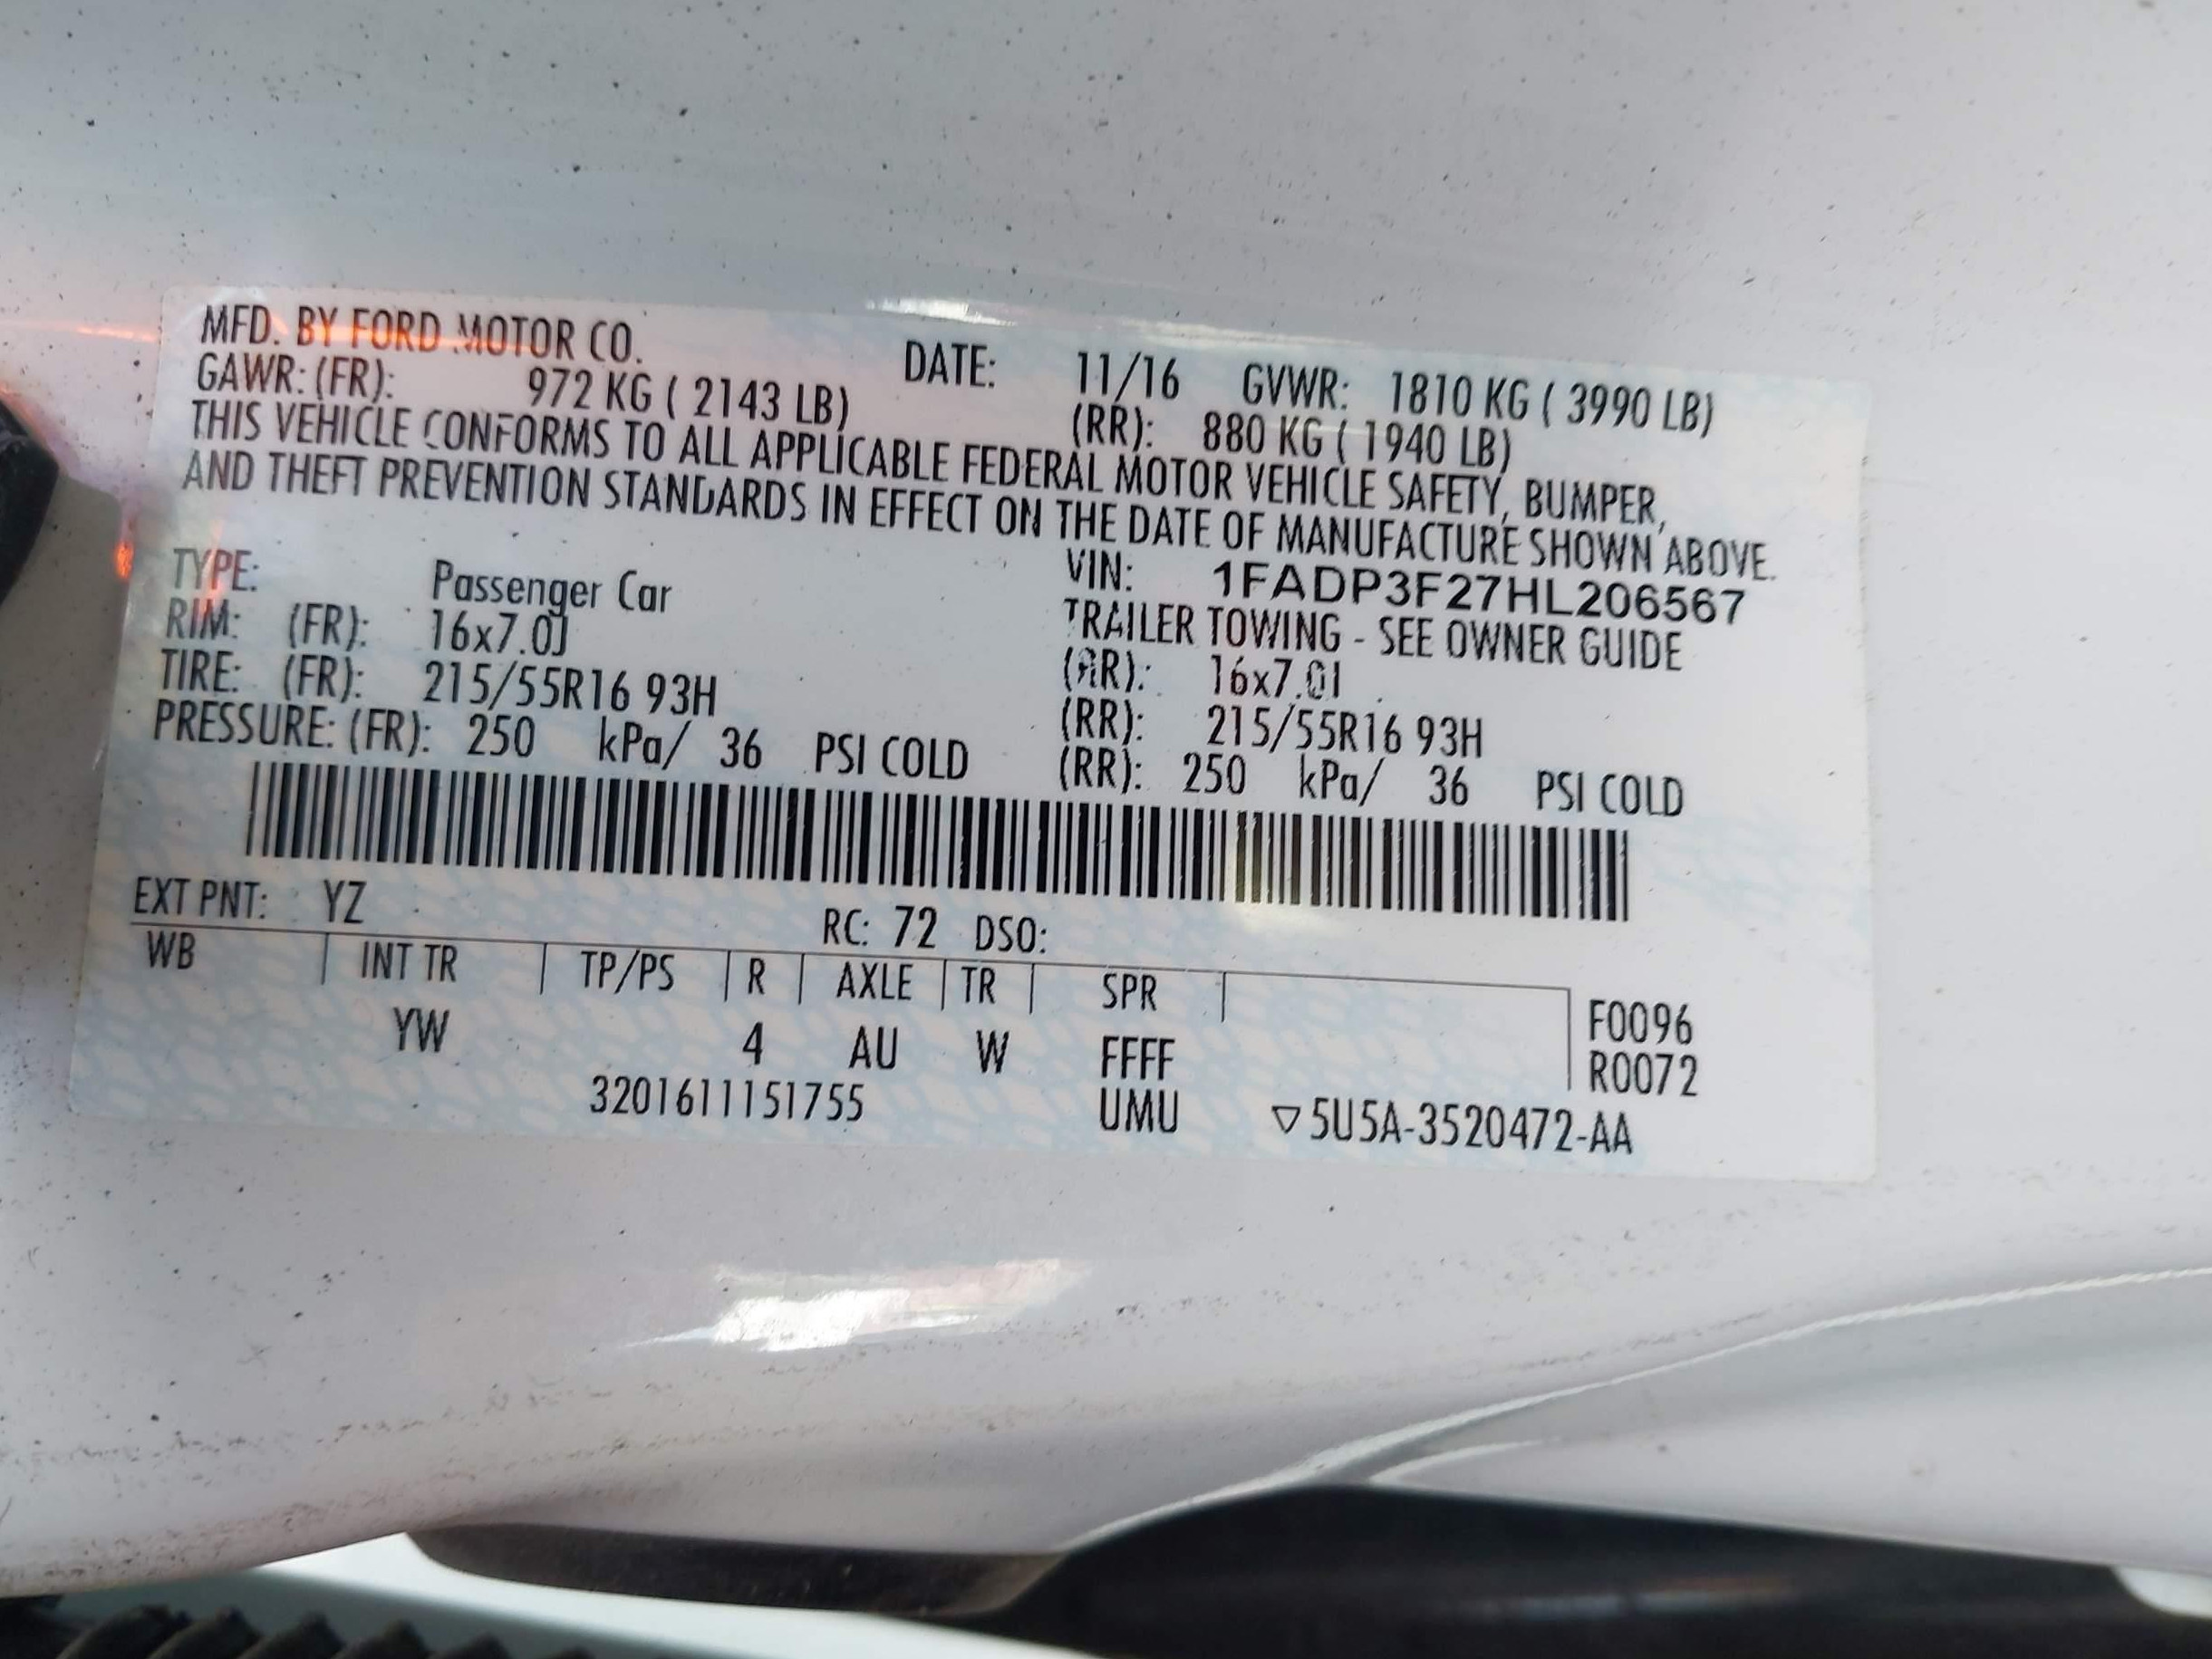 MFD. BY FORD MOTOR CO. DATE: 11/16 GVWR: 1810 KG ( 3990 LB)
GAWR: (FR): 972 KG ( 2143 LB) (RR): 880 KG ( 1940 LB)
THIS VEHICLE CONFORMS TO ALL APPLICABLE FEDERAL MOTOR VEHICLE SAFETY, BUMPER,
AND THEFT PREVENTION STANDARDS IN EFFECT ON THE DATE OF MANUFACTURE SHOWN ABOVE.
VIN: 1FADP3F27HL206567
TYPE: Passenger Car TRAILER TOWING - SEE OWNER GUIDE
RIM: (FR): 16x7.0J (RR): 16x7.0J
TIRE: (FR): 215/55R16 93H (RR): 215/55R16 93H
PRESSURE: (FR): 250 kPa/ 36 PSI COLD (RR): 250 kPa/ 36 PSI COLD
EXT PNT: YZ RC: 72 DSO:
WB | INT TR | TP/PS | R | AXLE | TR | SPR | F0096
YW 4 AU W FFFF R0072
3201611151755 UMU ▽5U5A-3520472-AA